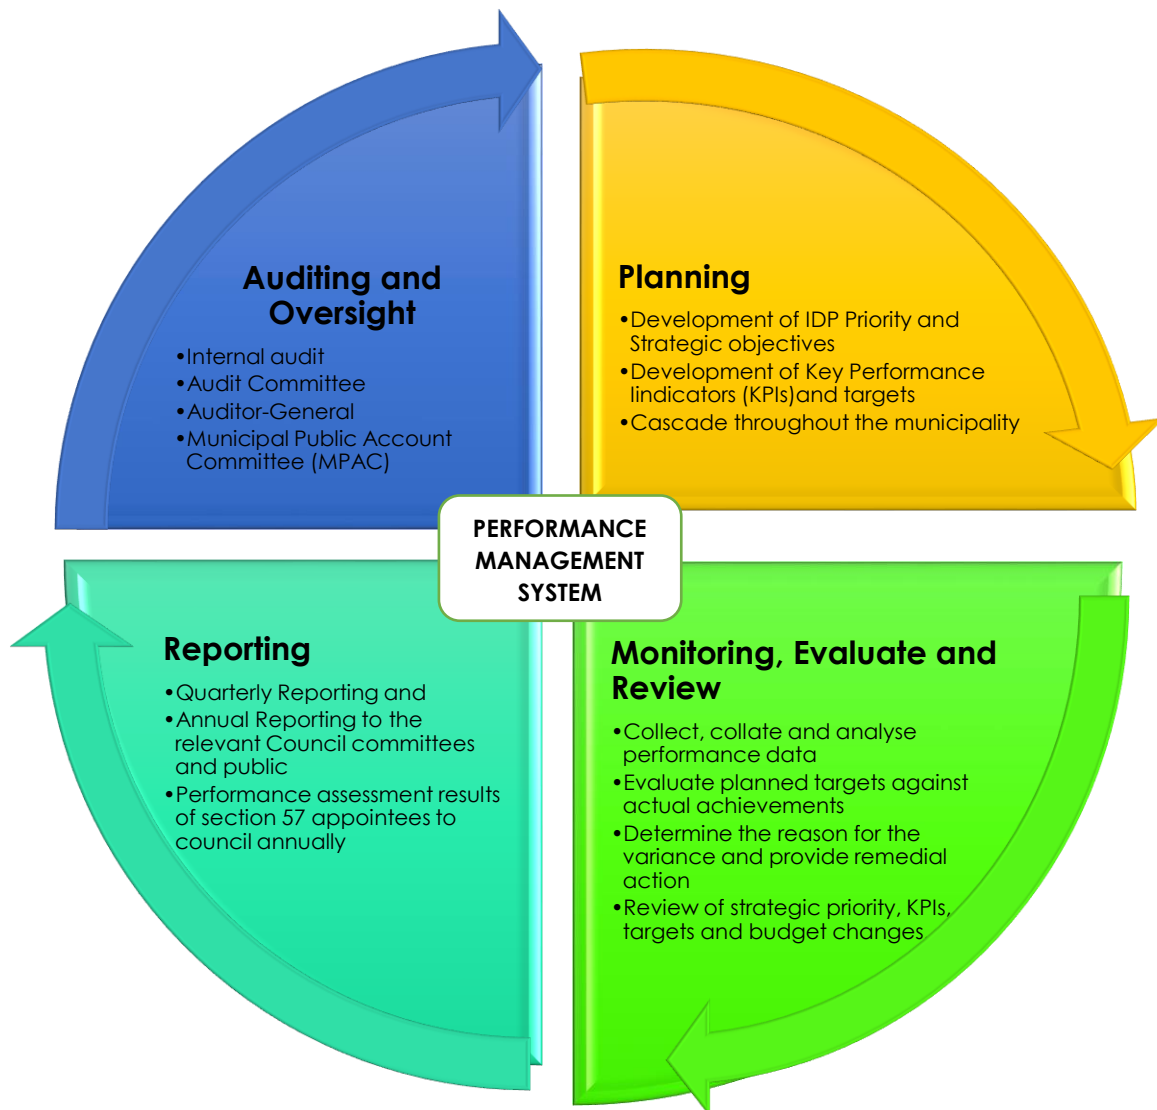 Auditing and
Oversight
•Internal audit
•Audit Committee
•Auditor-General
•Municipal Public Account
Committee (MPAC)
Planning
•Development of IDP Priority and
Strategic objectives
•Development of Key Performance
Iindicators (KPIs)and targets
•Cascade throughout the municipality
PERFORMANCE
MANAGEMENT
SYSTEM
Reporting
•Quarterly Reporting and
•Annual Reporting to the
relevant Council committees
and public
•Performance assessment results
of section 57 appointees to
council annually
Monitoring, Evaluate and
Review
•Collect, collate and analyse
performance data
•Evaluate planned targets against
actual achievements
•Determine the reason for the
variance and provide remedial
action
•Review of strategic priority, KPIs,
targets and budget changes